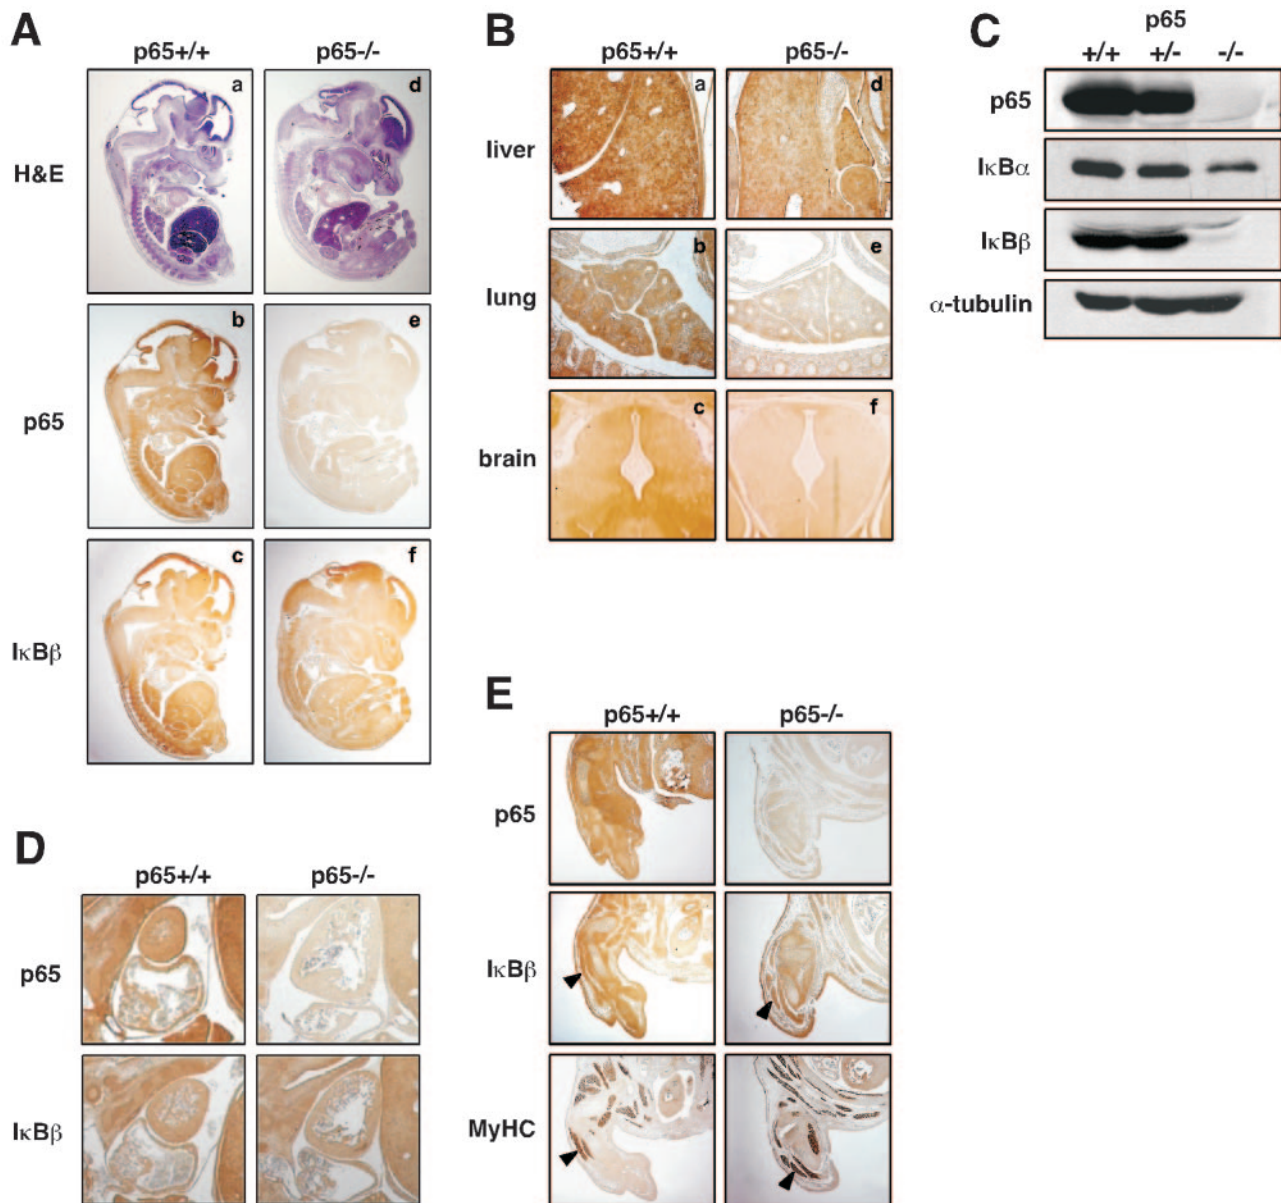 A
p65+/+ p65-/-
H&E
a
d
p65
b
e
IκBβ
c
f
B
p65+/+ p65-/-
liver
a
d
lung
b
e
brain
c
f
C
p65
+/+ +/- -/-
p65
IκBα
IκBβ
α-tubulin
D
p65+/+ p65-/-
p65
IκBβ
E
p65+/+ p65-/-
p65
IκBβ
MyHC